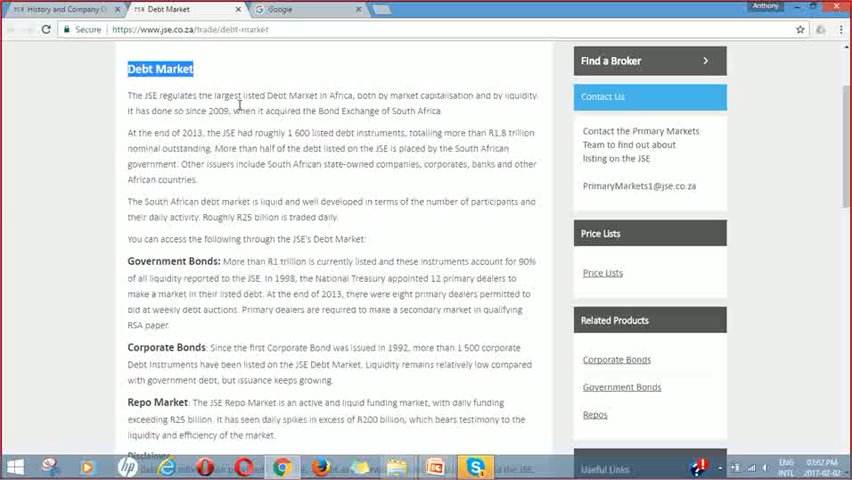 History and Company O
Debt Market
Google
Anthony
Secure
https://www.jse.co.za/trade/debt-market
Debt Market
The JSE regulates the largest listed Debt Market in Africa, both by market capitalisation and by liquidity.
It has done so since 2009, when it acquired the Bond Exchange of South Africa.
At the end of 2013, the JSE had roughly 1 600 listed debt instruments, totalling more than R1.8 trillion
nominal outstanding. More than half of the debt listed on the JSE is placed by the South African
government. Other issuers include South African state-owned companies, corporates, banks and other
African countries.
The South African debt market is liquid and well developed in terms of the number of participants and
their daily activity. Roughly R25 billion is traded daily.
You can access the following through the JSE's Debt Market:
Government Bonds: More than R1 trillion is currently listed and these instruments account for 90%
of all liquidity reported to the JSE. In 1998, the National Treasury appointed 12 primary dealers to
make a market in their listed debt. At the end of 2013, there were eight primary dealers permitted to
bid at weekly debt auctions. Primary dealers are required to make a secondary market in qualifying
RSA paper.
Corporate Bonds: Since the first Corporate Bond was issued in 1992, more than 1 500 corporate
Debt Instruments have been listed on the JSE Debt Market. Liquidity remains relatively low compared
with government debt, but issuance keeps growing.
Repo Market: The JSE Repo Market is an active and liquid funding market, with daily funding
exceeding R25 billion. It has seen daily spikes in excess of R200 billion, which bears testimony to the
liquidity and efficiency of the market.
Disclaimer
Find a Broker
Contact Us
Contact the Primary Markets
Team to find out about
listing on the JSE
PrimaryMarkets1@jse.co.za
Price Lists
Price Lists
Related Products
Corporate Bonds
Government Bonds
Repos
Useful Links
ENG
INTL
03:02 PM
2017-02-02